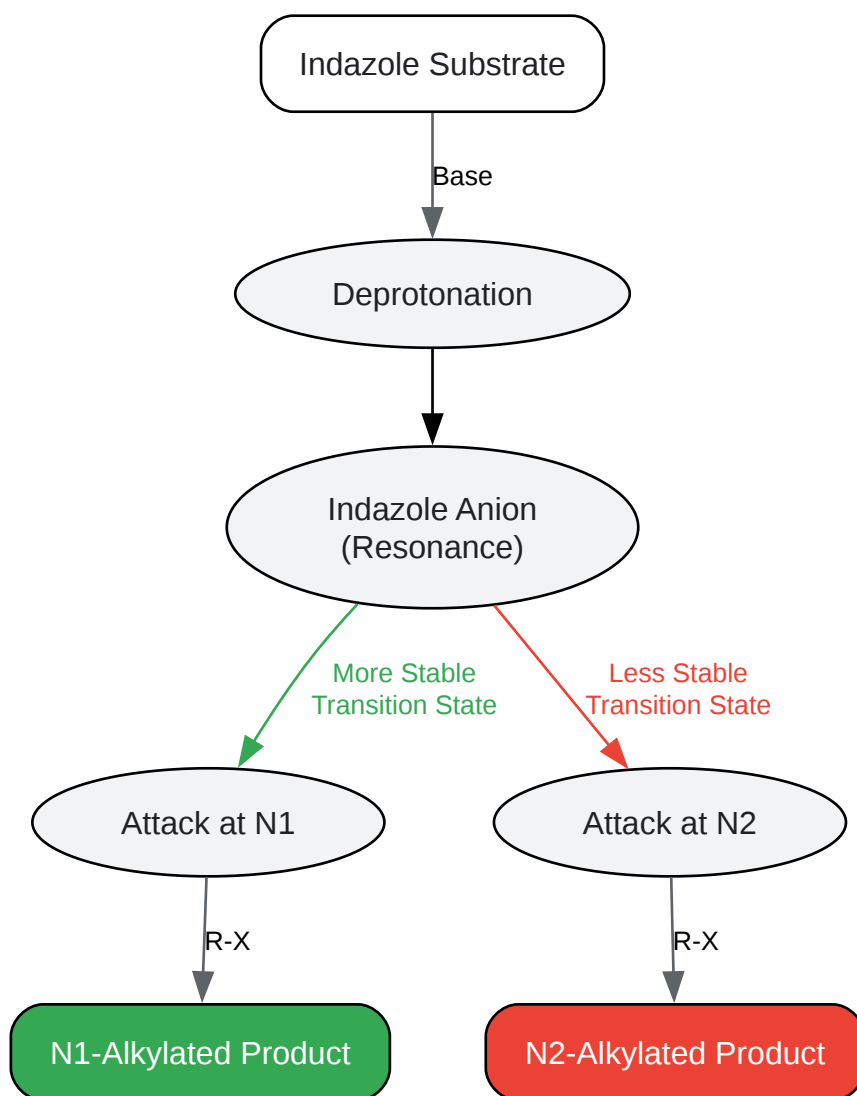 Indazole Substrate
Base
Deprotonation
Indazole Anion
(Resonance)
More Stable
Transition State
Less Stable
Transition State
Attack at N1
Attack at N2
R-X
R-X
N1-Alkylated Product
N2-Alkylated Product